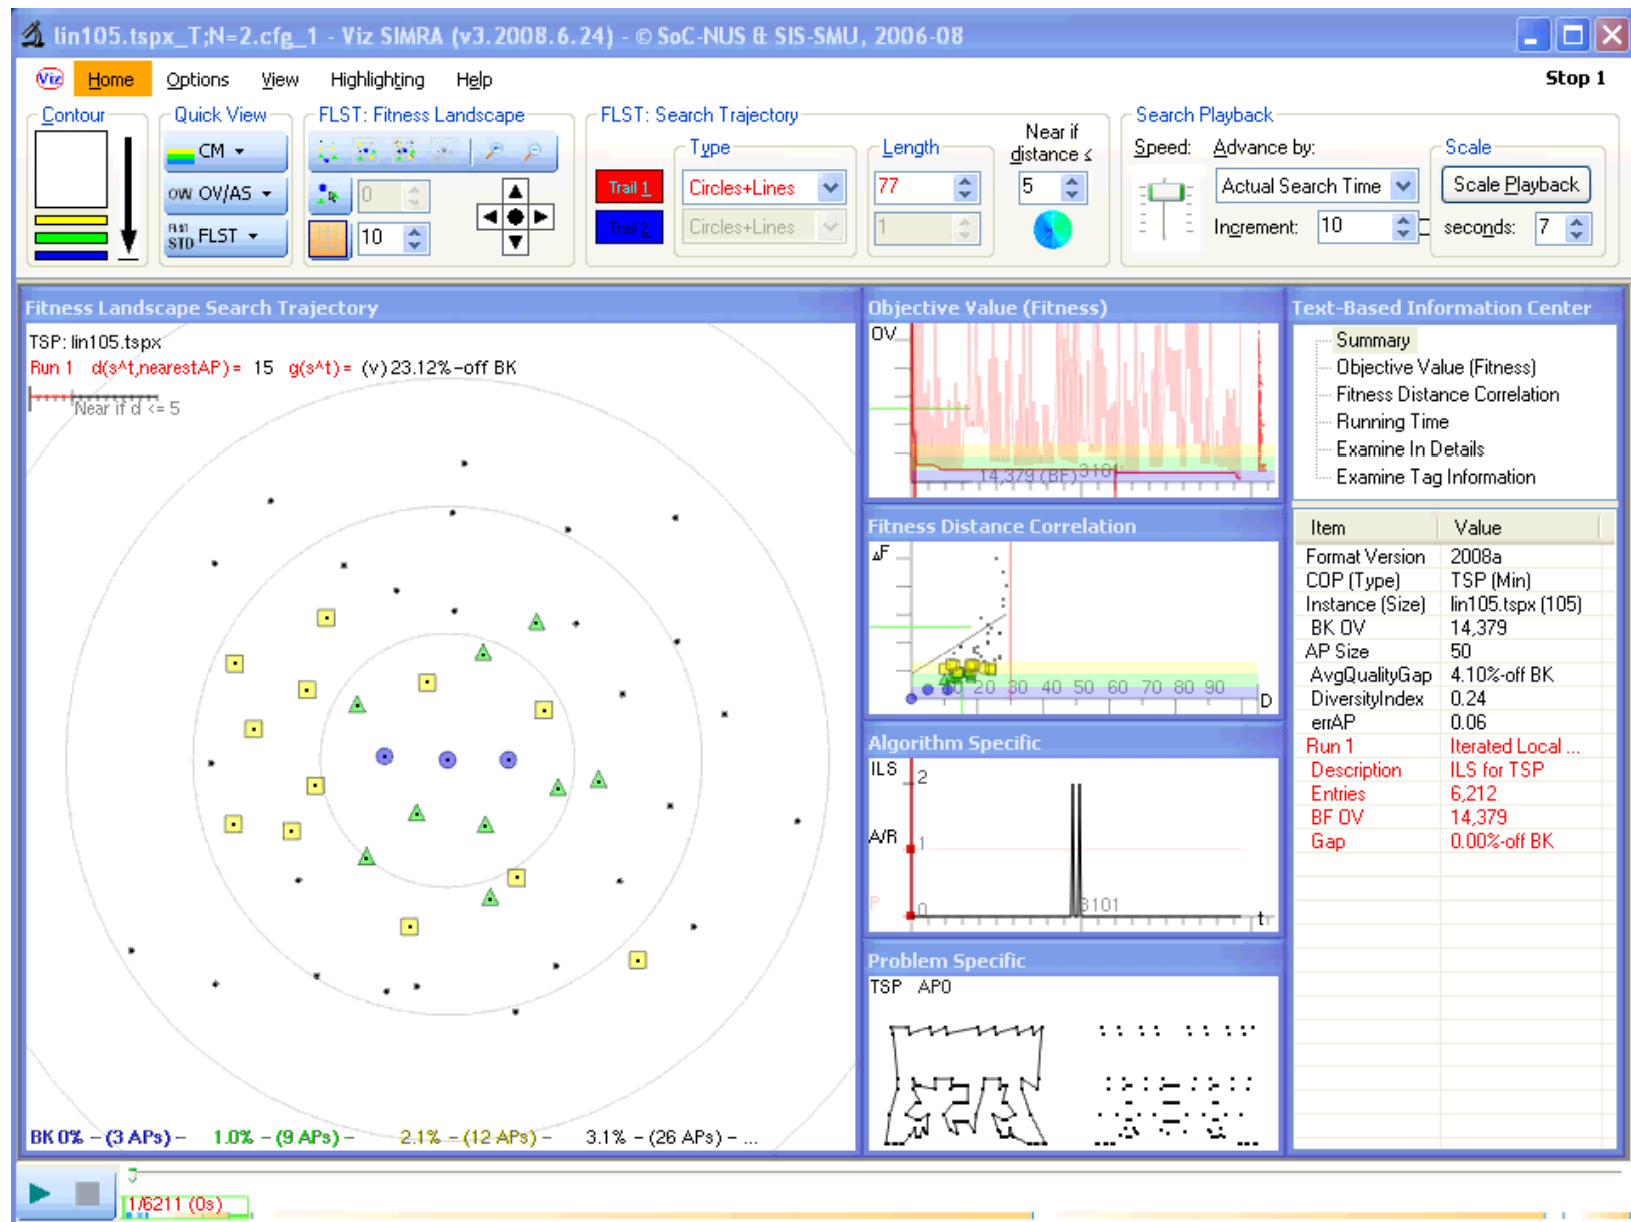 lin105.tspx_T;N=2.cfg_1 - Viz SIMRA (v3.2008.6.24) - © SoC-NUS & SIS-SMU, 2006-08
Viz Home Options View Highlighting Help Stop 1
Contour Quick View FLST: Fitness Landscape FLST: Search Trajectory Search Playback
Near if distance ≤
Type Length Speed: Advance by: Scale
CM
Trail 1 Circles+Lines 77 5 Actual Search Time Scale Playback
OV/AS 0
Trail 2 Circles+Lines 1 Increment: 10 seconds: 7
FLST STD FLST 10
Fitness Landscape Search Trajectory
TSP: lin105.tspx
Run 1 d(s^t,nearestAP)= 15 g(s^t)= (v)23.12%-off BK
Near if d <= 5
BK 0% - (3 APs) - 1.0% - (9 APs) - 2.1% - (12 APs) - 3.1% - (26 APs) - ...
Objective Value (Fitness)
OV
14,379 (BF) 3101
Fitness Distance Correlation
ΔF
10 20 30 40 50 60 70 80 90 D
Algorithm Specific
ILS 2
A/R 1
P 0 3101 t
Problem Specific
TSP AP0
Text-Based Information Center
Summary
Objective Value (Fitness)
Fitness Distance Correlation
Running Time
Examine In Details
Examine Tag Information
Item Value
Format Version 2008a
COP (Type) TSP (Min)
Instance (Size) lin105.tspx (105)
BK OV 14,379
AP Size 50
AvgQualityGap 4.10%-off BK
DiversityIndex 0.24
errAP 0.06
Run 1 Iterated Local ...
Description ILS for TSP
Entries 6,212
BF OV 14,379
Gap 0.00%-off BK
1/6211 (0s)